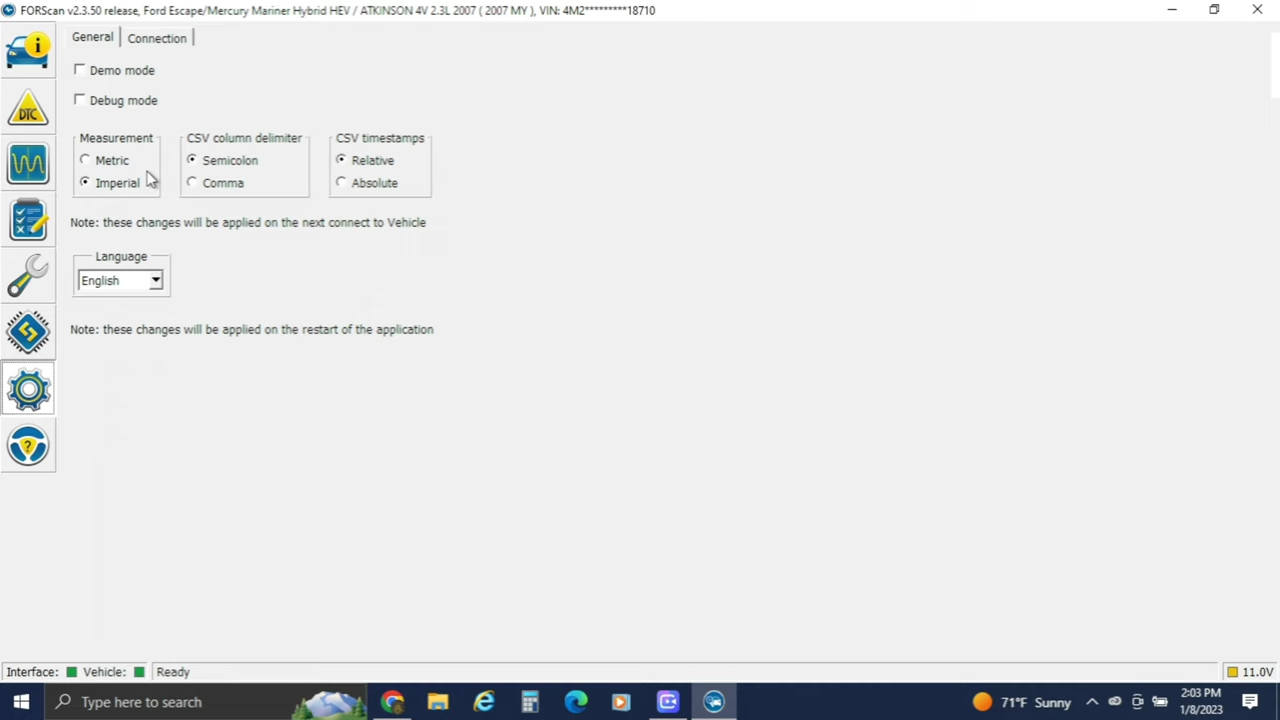 FORScan v2.3.50 release, Ford Escape/Mercury Mariner Hybrid HEV / ATKINSON 4V 2.3L 2007 ( 2007 MY ), VIN: 4M2*********18710
General
Connection
Demo mode
DTC
Debug mode
Measurement
CSV column delimiter
CSV timestamps
Metric
Semicolon
Relative
Imperial
Comma
Absolute
Note: these changes will be applied on the next connect to Vehicle
Language
English
Note: these changes will be applied on the restart of the application
Interface:
Vehicle:
Ready
11.0V
Type here to search
71°F Sunny
2:03 PM
1/8/2023